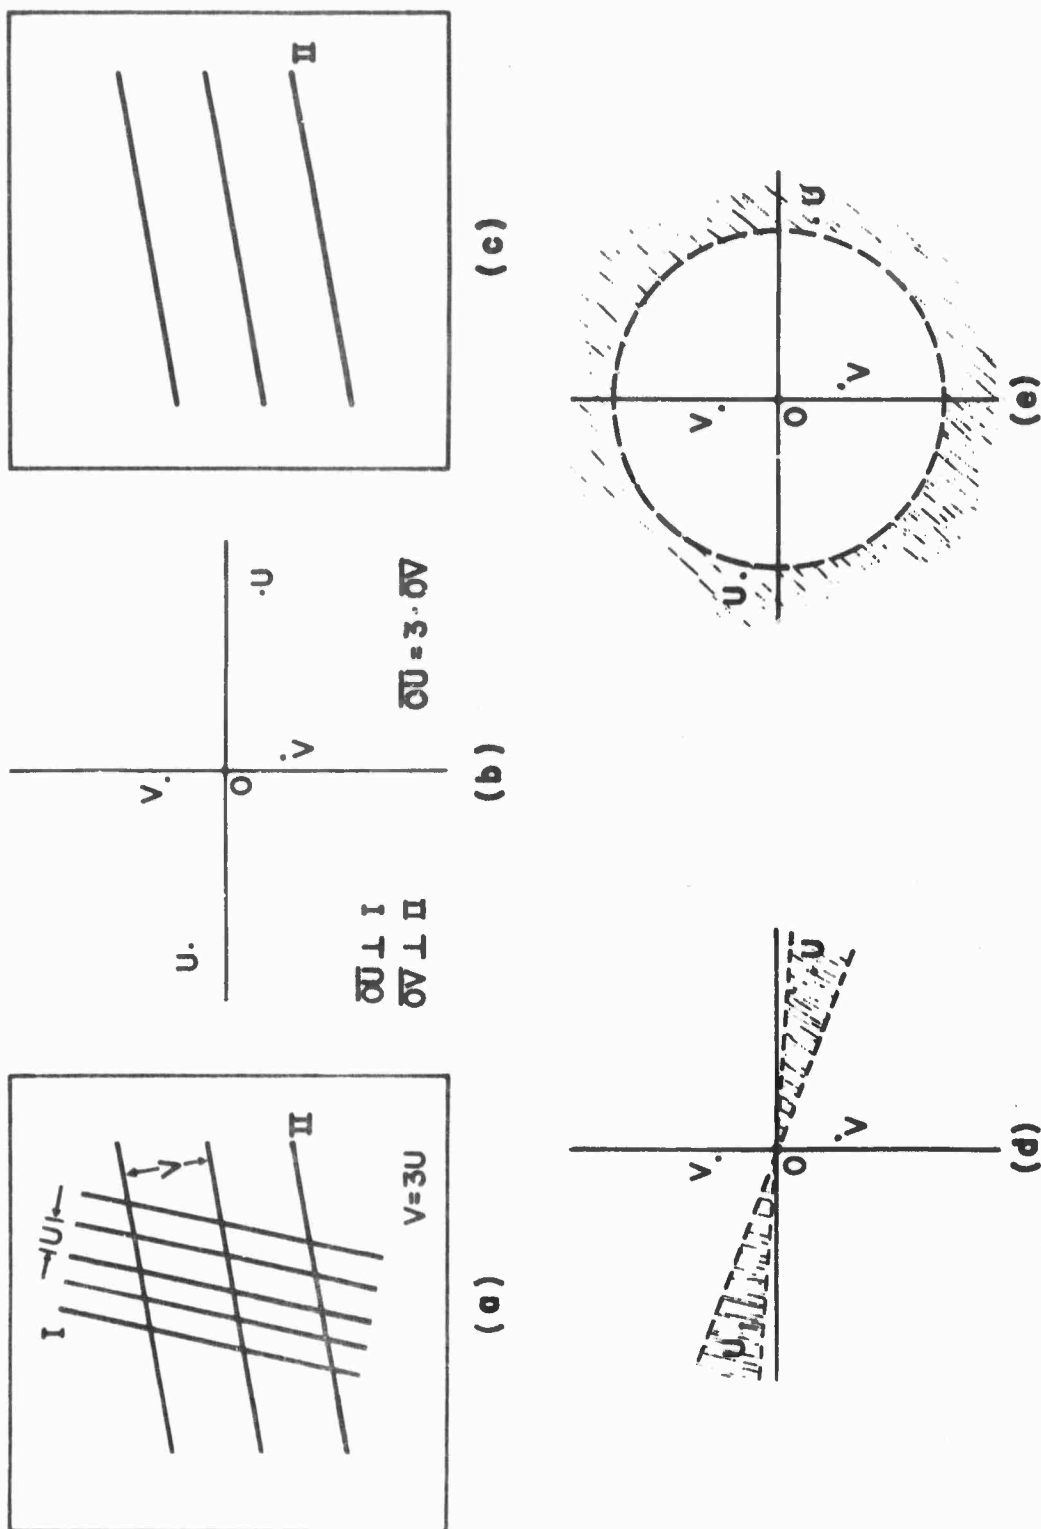 I
U
V
II
V=3U
(a)
U.
V.
O
.V
.U
OU ⊥ I
OV ⊥ II
OU = 3·OV
(b)
II
(c)
U
V.
O
.V
.U
(d)
U.
V.
O
.V
.U
(e)